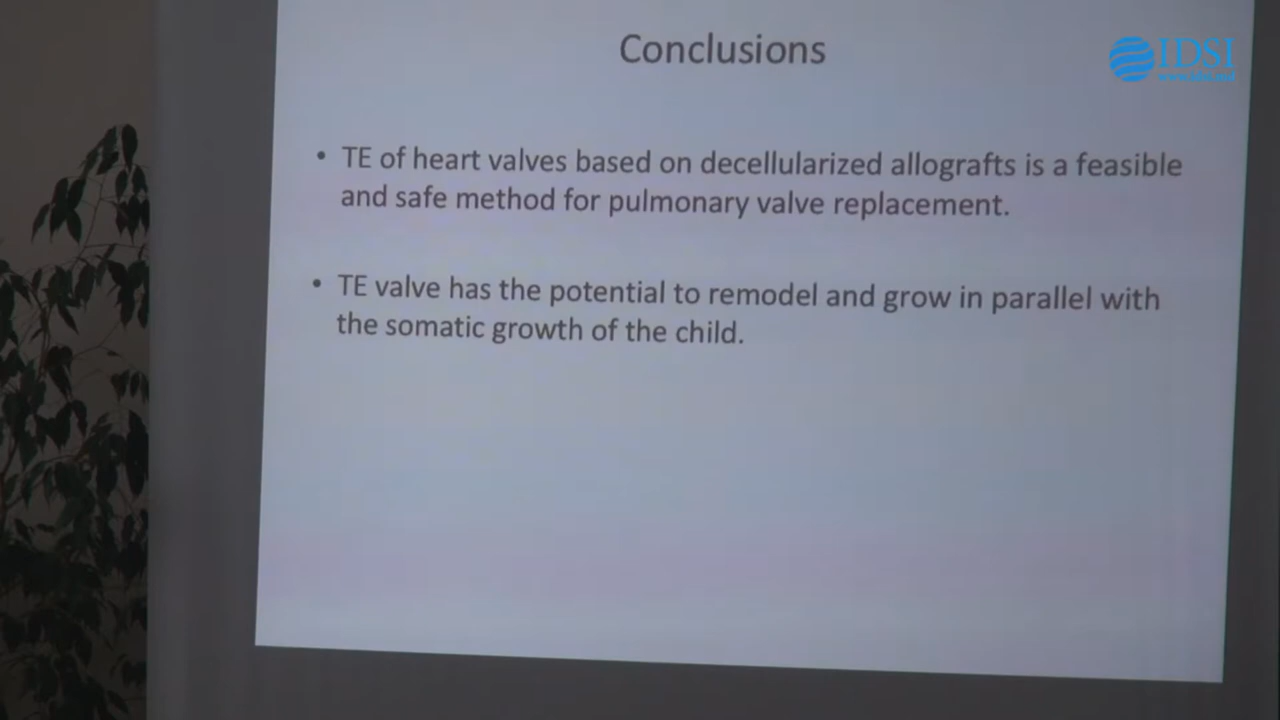 Conclusions
IDSI
• TE of heart valves based on decellularized allografts is a feasible
and safe method for pulmonary valve replacement.
• TE valve has the potential to remodel and grow in parallel with
the somatic growth of the child.